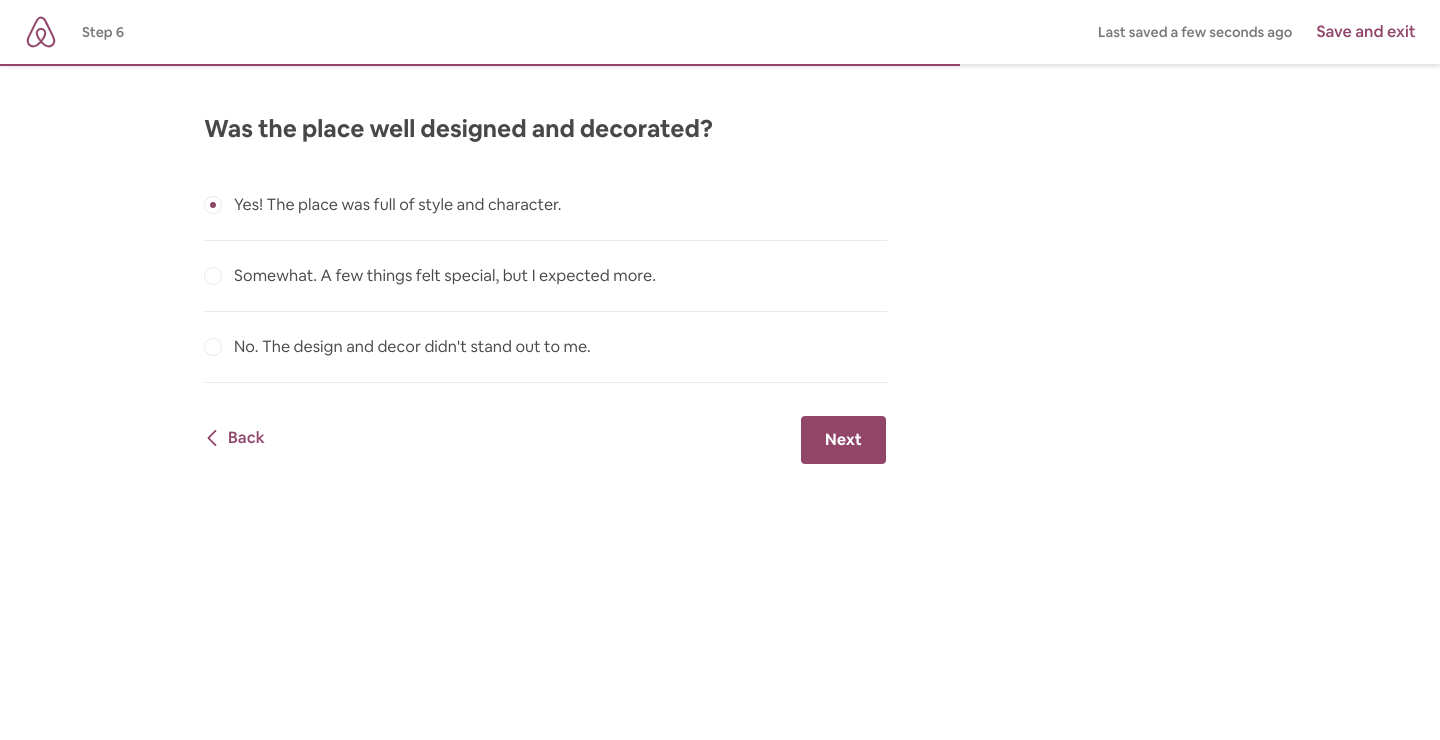 Step 6
Last saved a few seconds ago
Save and exit
Was the place well designed and decorated?
Yes! The place was full of style and character.
Somewhat. A few things felt special, but I expected more.
No. The design and decor didn't stand out to me.
Back
Next